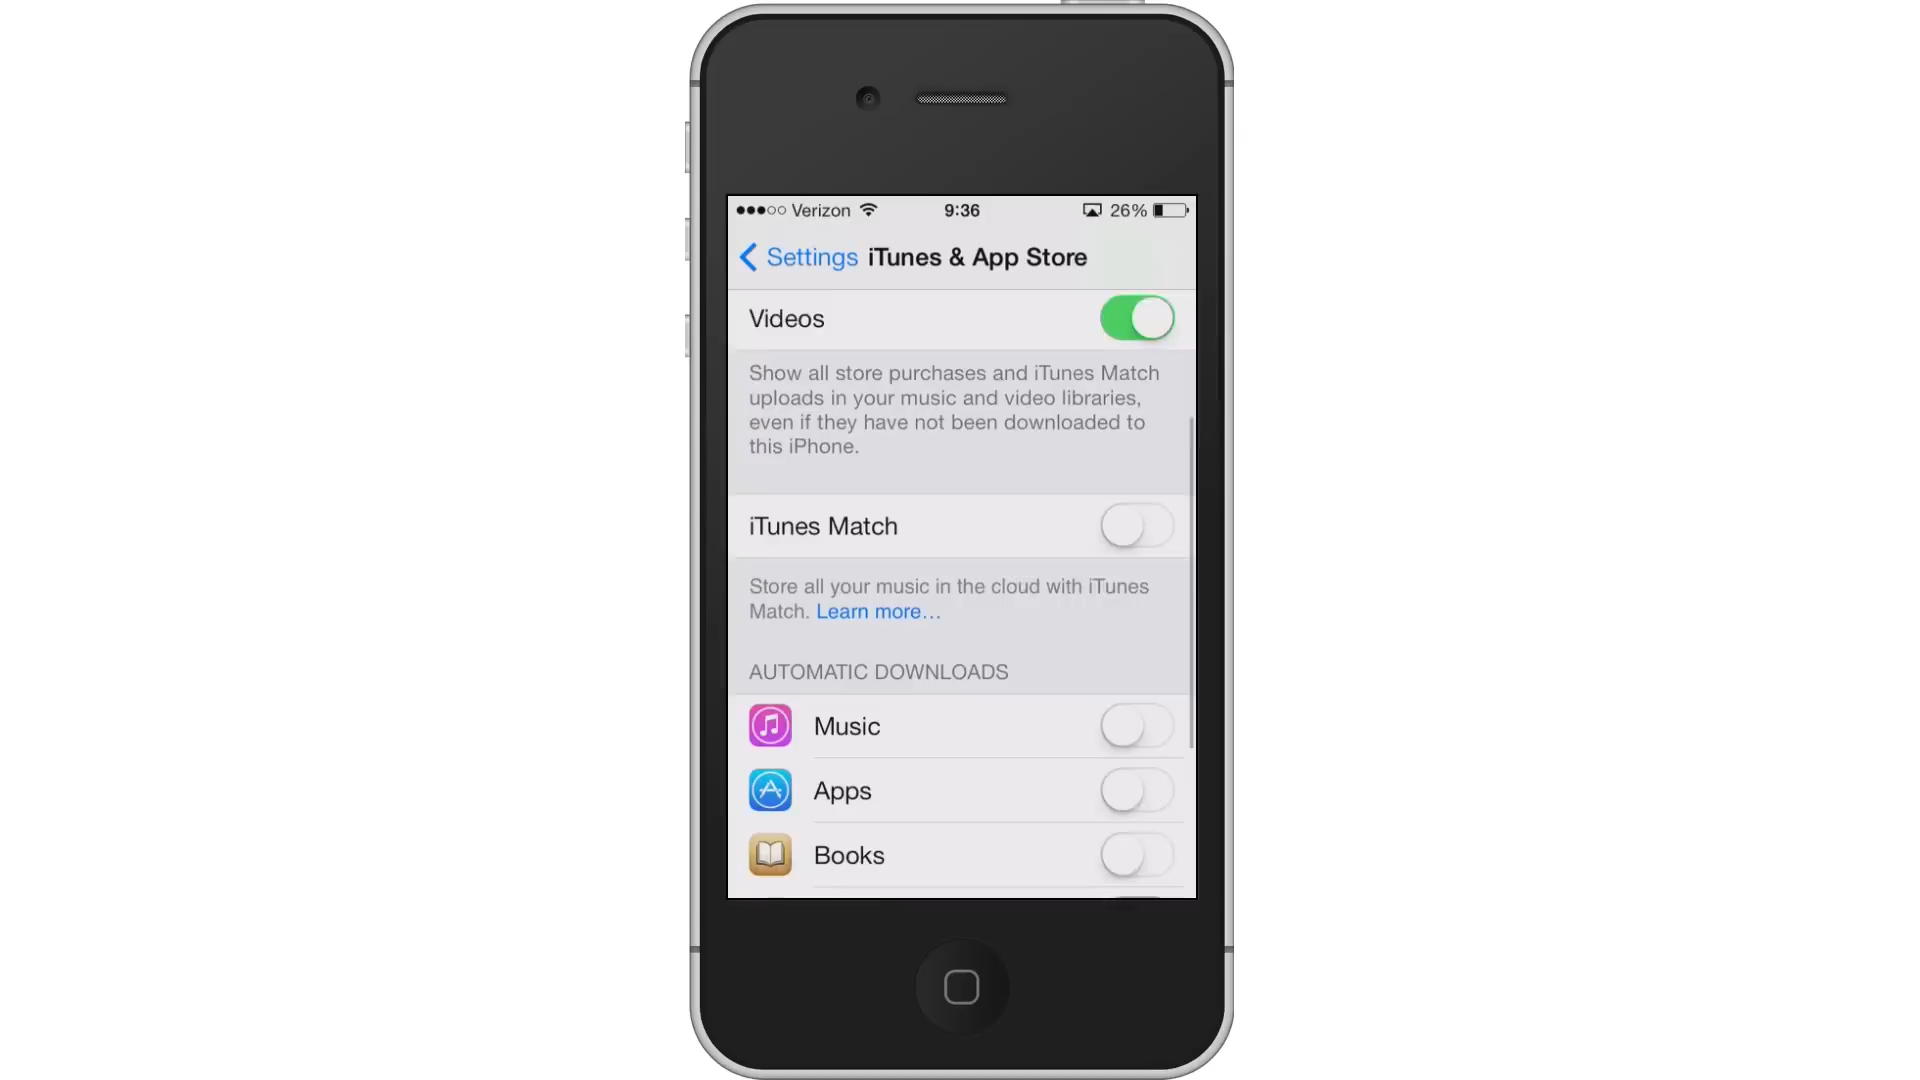 Verizon 9:36 26%
Settings iTunes & App Store
Videos
Show all store purchases and iTunes Match
uploads in your music and video libraries,
even if they have not been downloaded to
this iPhone.
iTunes Match
Store all your music in the cloud with iTunes
Match. Learn more…
AUTOMATIC DOWNLOADS
Music
Apps
Books